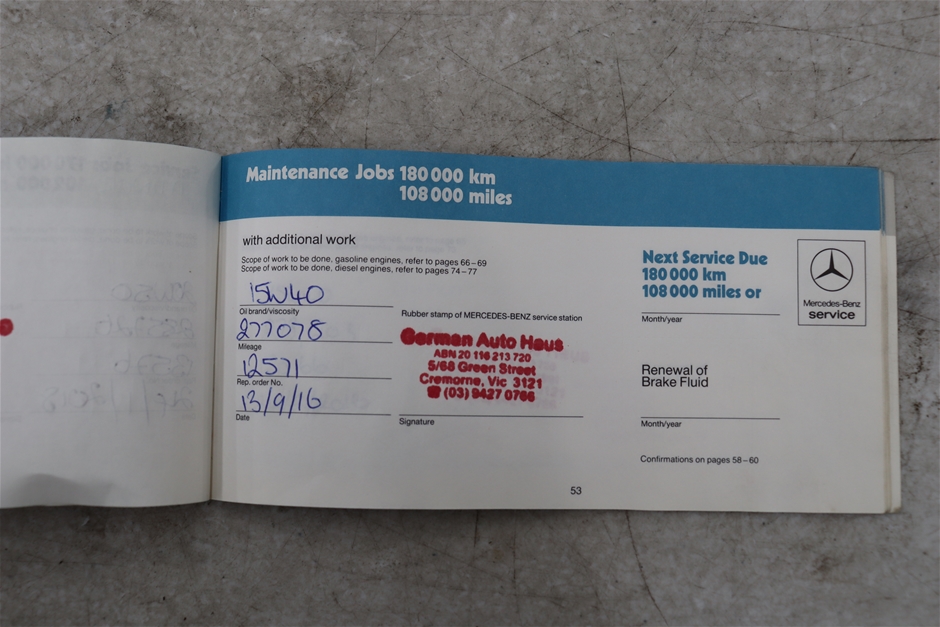 Maintenance Jobs 180 000 km
108 000 miles
with additional work
Scope of work to be done, gasoline engines, refer to pages 66–69
Scope of work to be done, diesel engines, refer to pages 74–77
15W40
Oil brand/viscosity
277078
Mileage
12571
Rep. order No.
13/9/16
Date
Rubber stamp of MERCEDES-BENZ service station
German Auto Haus
ABN 20 116 213 720
5/68 Green Street
Cremorne, Vic 3121
☎ (03) 9427 0766
Signature
Next Service Due
180 000 km
108 000 miles or
Month/year
Renewal of
Brake Fluid
Month/year
Confirmations on pages 58–60
Mercedes-Benz
service
53